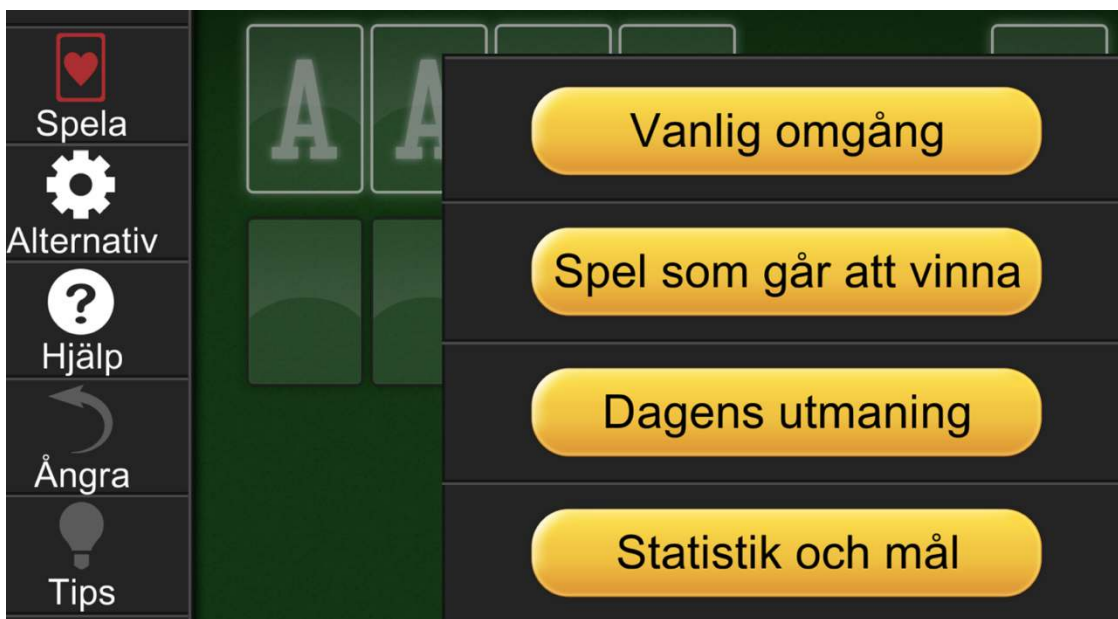 Spela
Alternativ
Hjälp
Ångra
Tips
A A
Vanlig omgång
Spel som går att vinna
Dagens utmaning
Statistik och mål